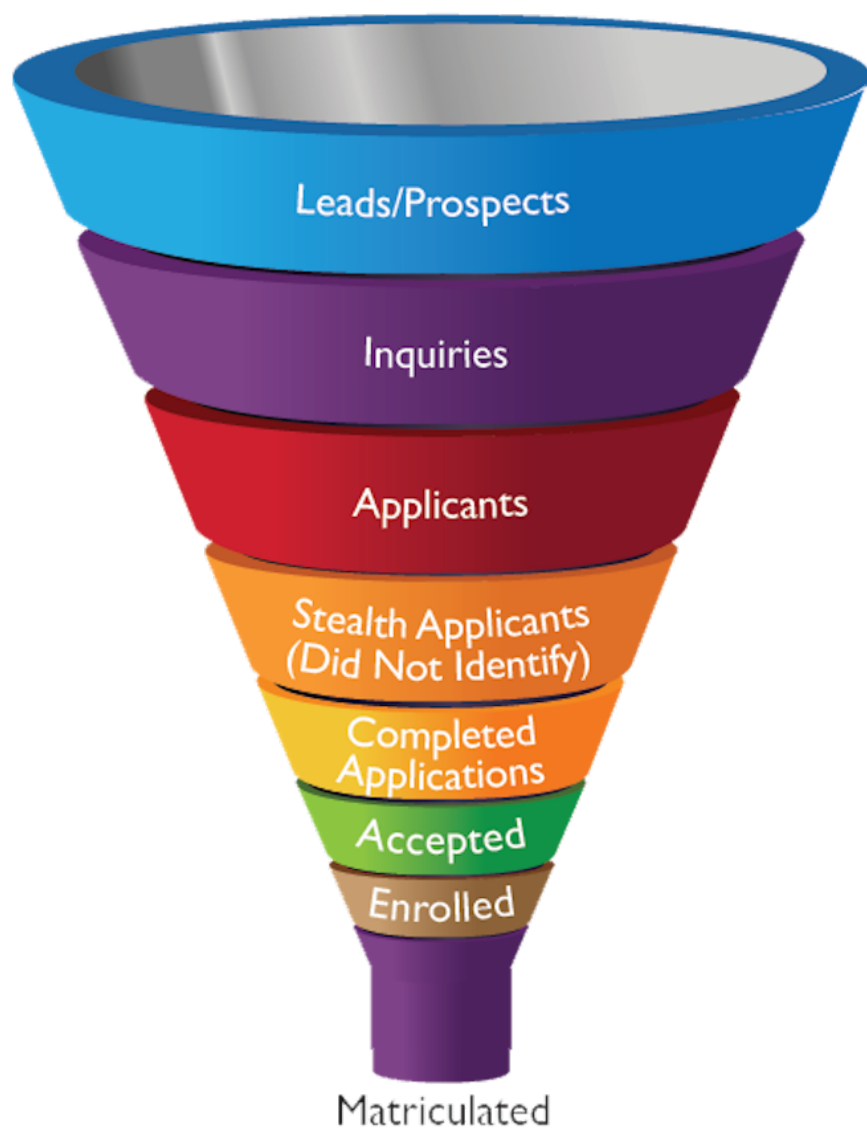 Leads/Prospects
Inquiries
Applicants
Stealth Applicants
(Did Not Identify)
Completed
Applications
Accepted
Enrolled
Matriculated